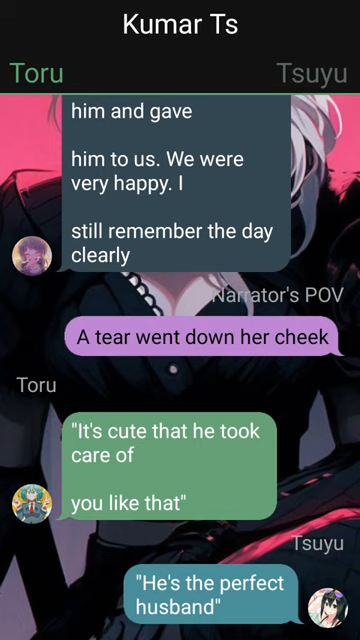 Kumar Ts
Toru
Tsuyu
him and gave
him to us. We were
very happy. I
still remember the day
clearly
Narrator's POV
A tear went down her cheek
Toru
"It's cute that he took
care of
you like that"
Tsuyu
"He's the perfect
husband"